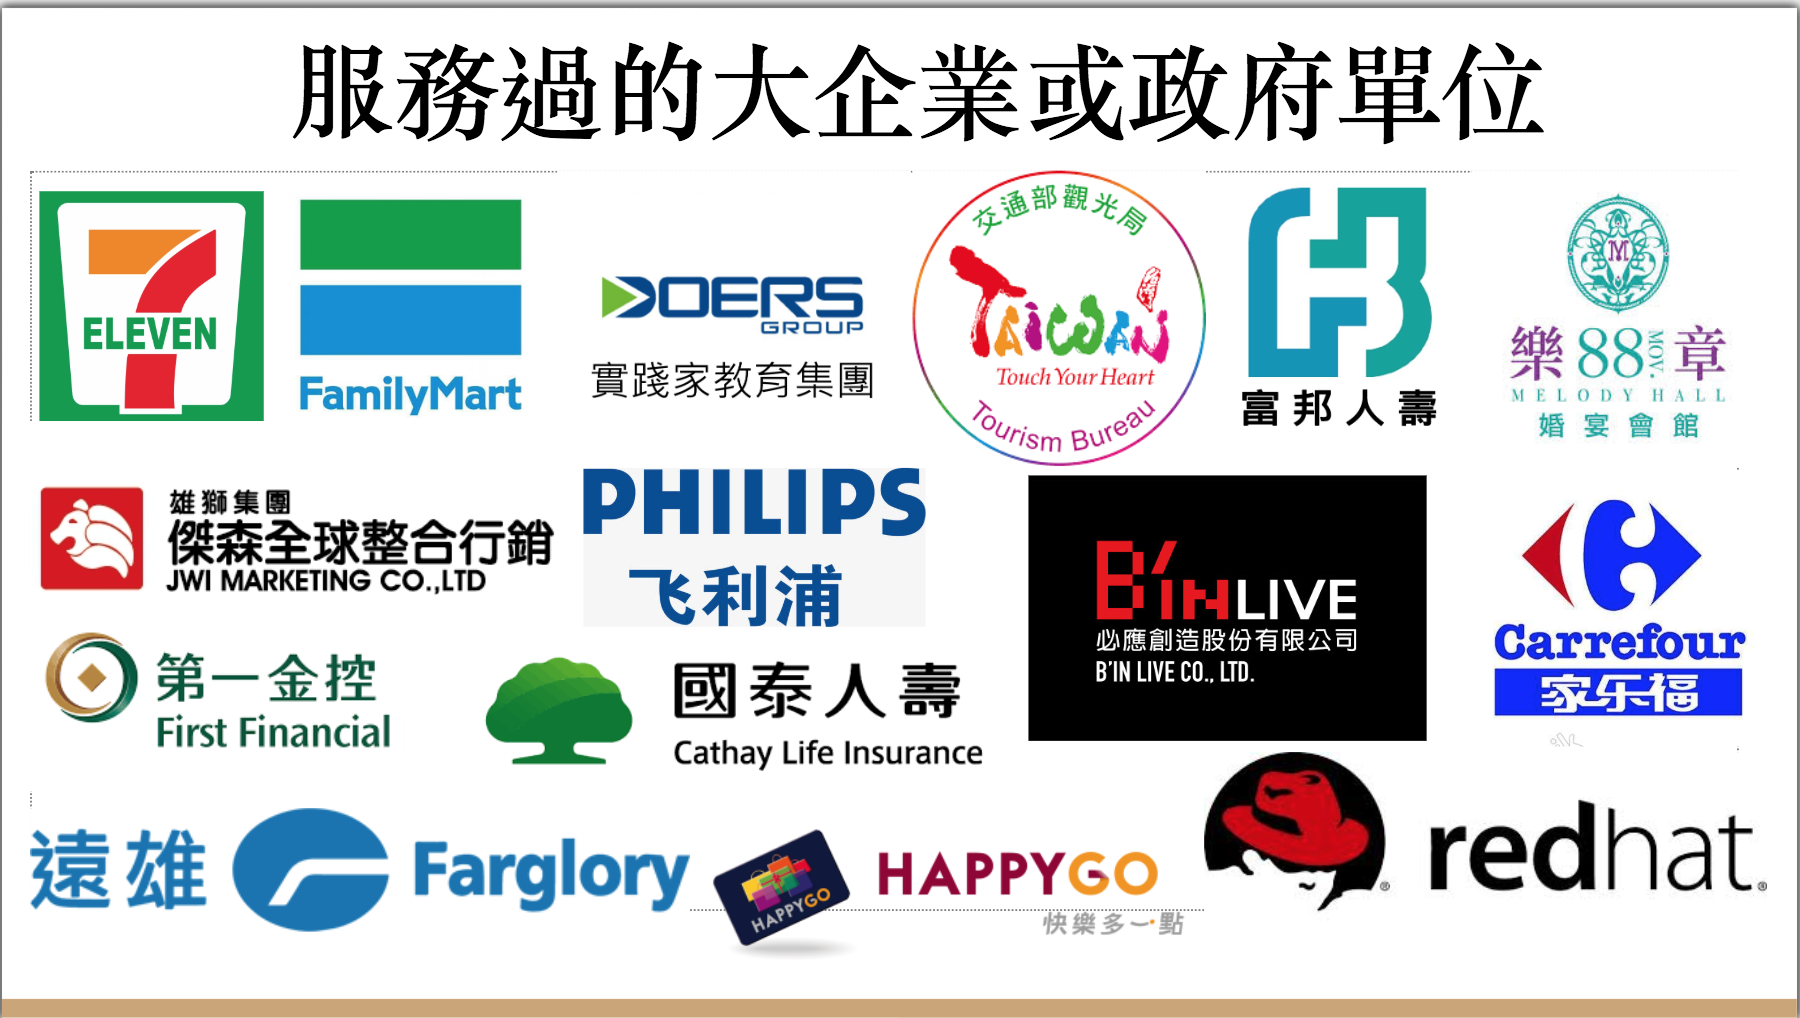 服務過的大企業或政府單位
7
ELEVEN
FamilyMart
DOERS
GROUP
實踐家教育集團
交通部觀光局
TAIWAN
Touch Your Heart
Tourism Bureau
富邦人壽
M
樂88章
MOV.
MELODY HALL
婚宴會館
雄獅集團
傑森全球整合行銷
JWI MARKETING CO.,LTD
PHILIPS
飞利浦
B'IN LIVE
必應創造股份有限公司
B'IN LIVE CO., LTD.
Carrefour
家乐福
第一金控
First Financial
國泰人壽
Cathay Life Insurance
遠雄
Farglory
HAPPYGO
HAPPYGO
快樂多一點
redhat®